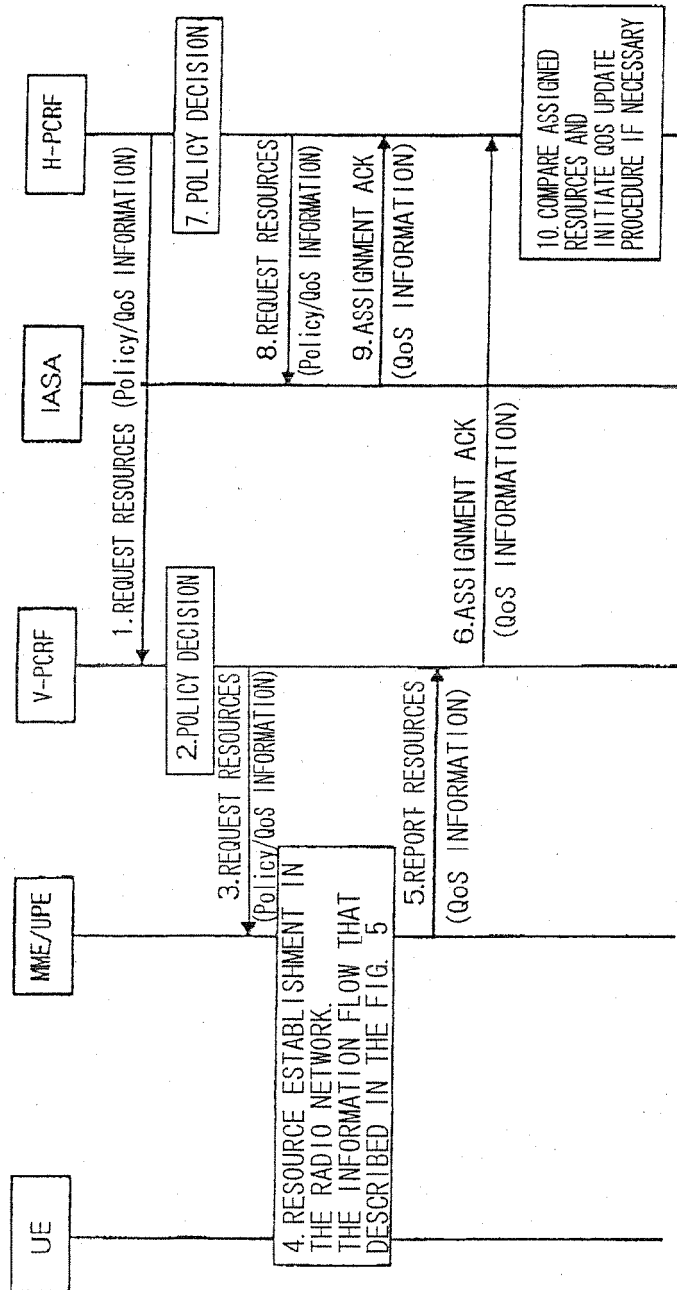 UE
MME/UPE
V-PCRF
IASA
H-PCRF
1.REQUEST RESOURCES (Policy/QoS INFORMATION)
2.POLICY DECISION
3.REQUEST RESOURCES
(Policy/QoS INFORMATION)
4. RESOURCE ESTABLISHMENT IN
THE RADIO NETWORK.
THE INFORMATION FLOW THAT
DESCRIBED IN THE FIG. 5
5.REPORT RESOURCES
(QoS INFORMATION)
6.ASSIGNMENT ACK
(QoS INFORMATION)
7.POLICY DECISION
8.REQUEST RESOURCES
(Policy/QoS INFORMATION)
9.ASSIGNMENT ACK
(QoS INFORMATION)
10.COMPARE ASSIGNED
RESOURCES AND
INITIATE QOS UPDATE
PROCEDURE IF NECESSARY